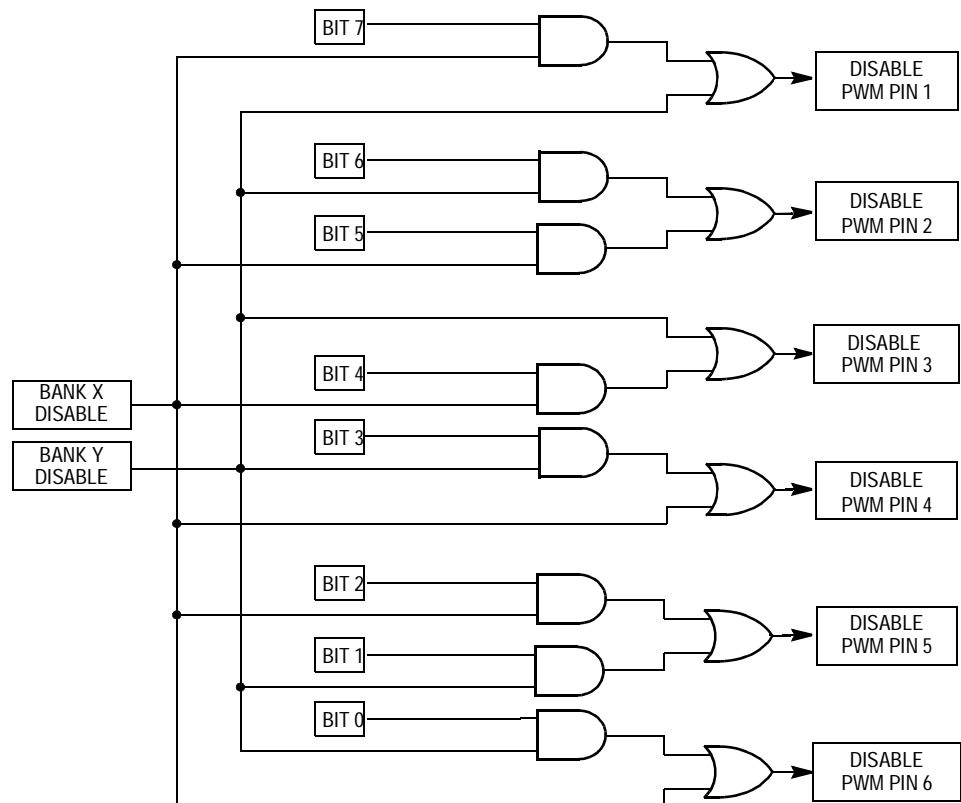 BIT 7
DISABLE
PWM PIN 1
BIT 6
DISABLE
PWM PIN 2
BIT 5
DISABLE
PWM PIN 3
BIT 4
BANK X
DISABLE
BIT 3
BANK Y
DISABLE
DISABLE
PWM PIN 4
BIT 2
DISABLE
PWM PIN 5
BIT 1
BIT 0
DISABLE
PWM PIN 6